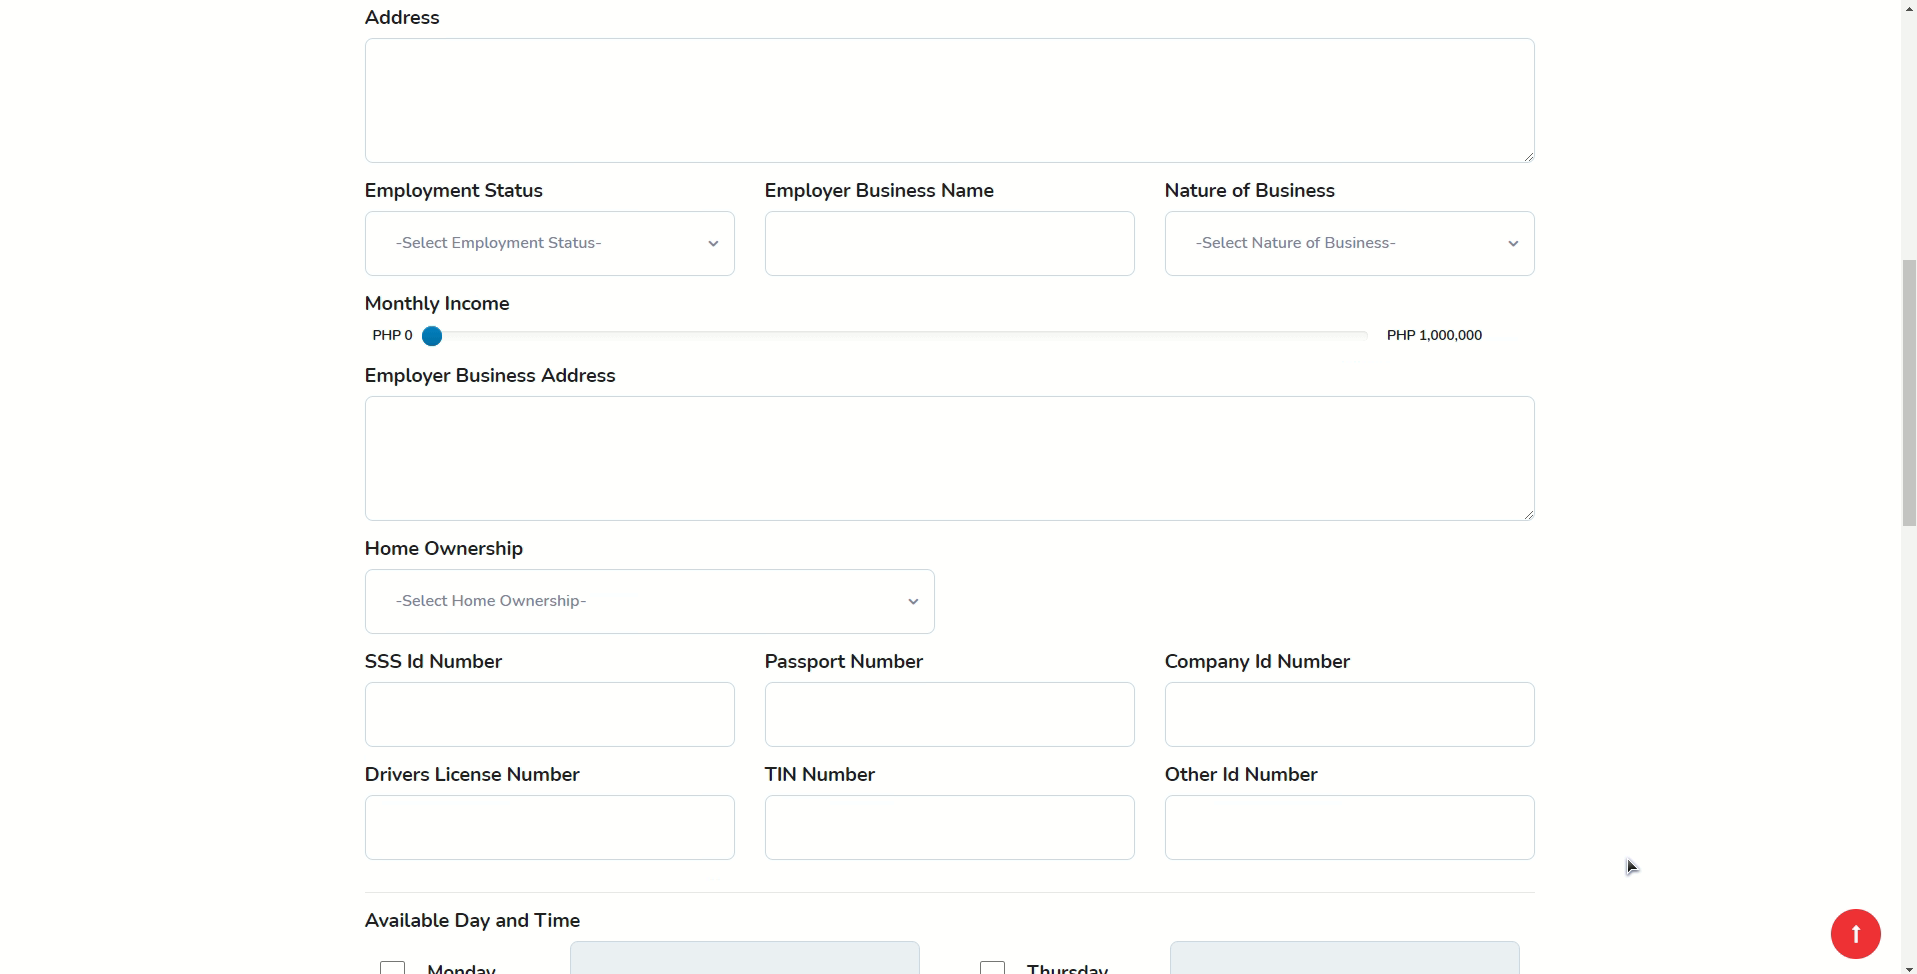 Address
Employment Status Employer Business Name Nature of Business
-Select Employment Status- -Select Nature of Business-
Monthly Income
PHP 0 PHP 1,000,000
Employer Business Address
Home Ownership
-Select Home Ownership-
SSS Id Number Passport Number Company Id Number
Drivers License Number TIN Number Other Id Number
Available Day and Time
Monday Thursday